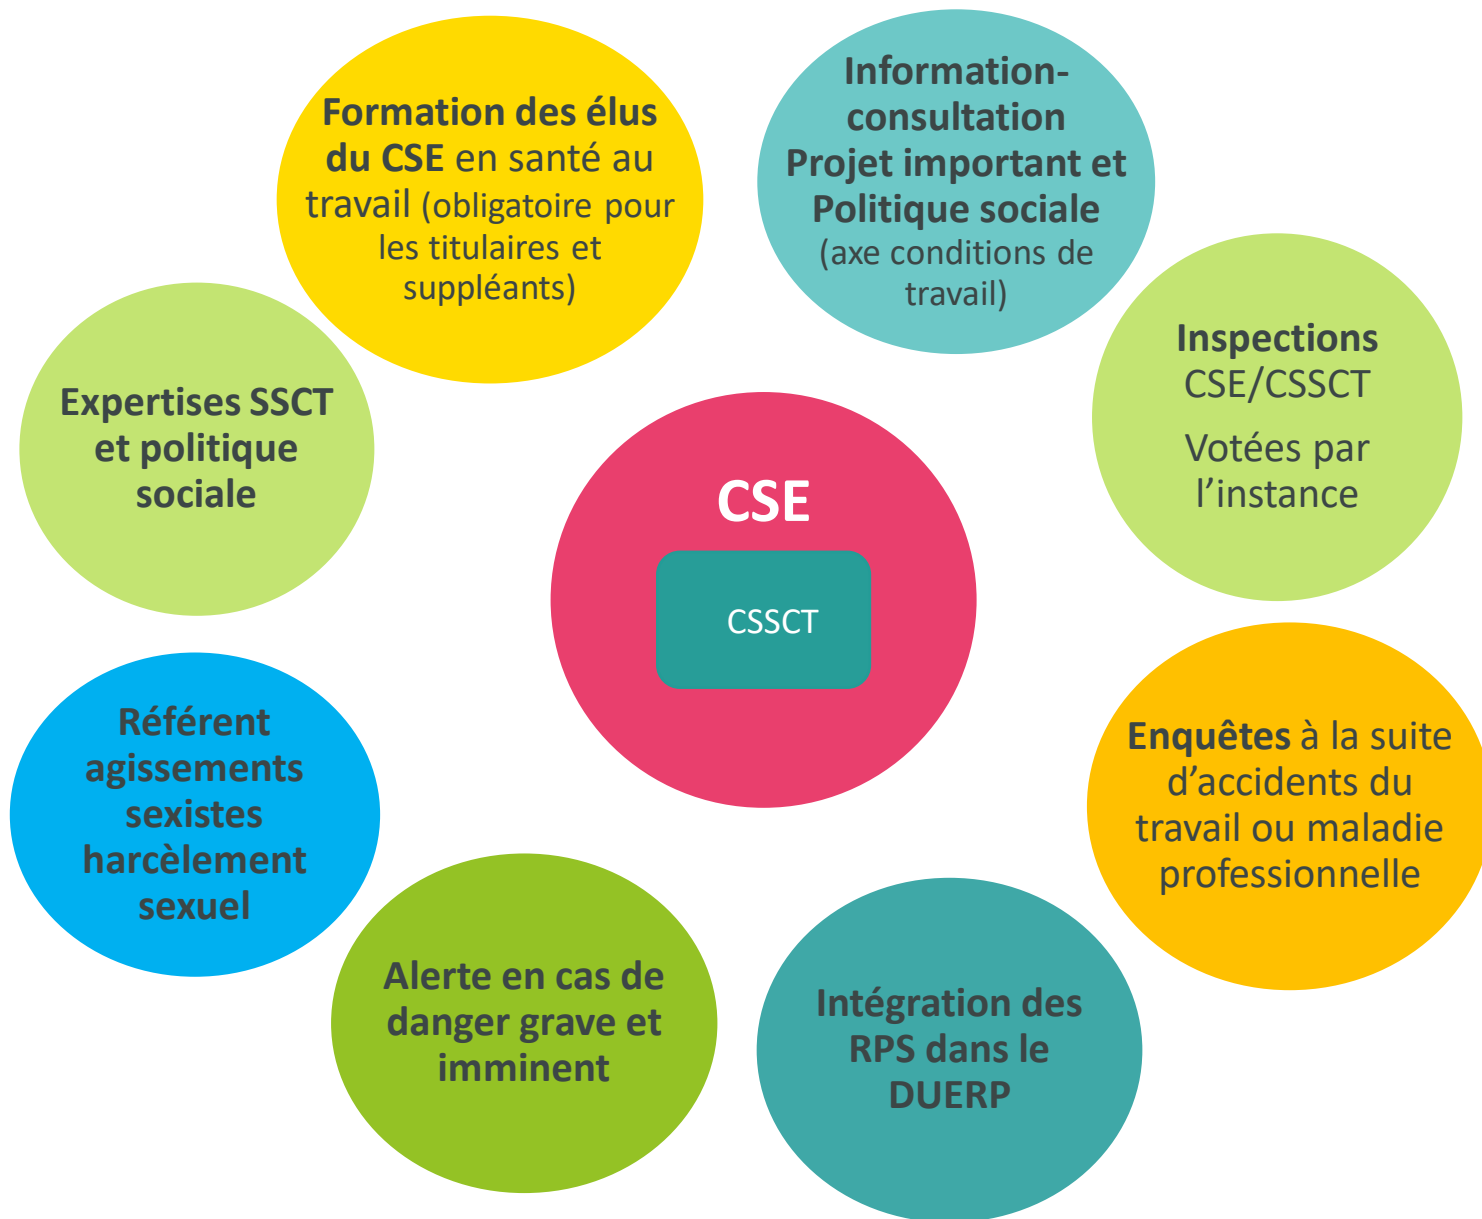 Formation des élus
du CSE en santé au
travail (obligatoire pour
les titulaires et
suppléants)
Information-
consultation
Projet important et
Politique sociale
(axe conditions de
travail)
Inspections
CSE/CSSCT
Votées par
l’instance
Enquêtes à la suite
d’accidents du
travail ou maladie
professionnelle
Intégration des
RPS dans le
DUERP
Alerte en cas de
danger grave et
imminent
Référent
agissements
sexistes
harcèlement
sexuel
Expertises SSCT
et politique
sociale
CSE
CSSCT